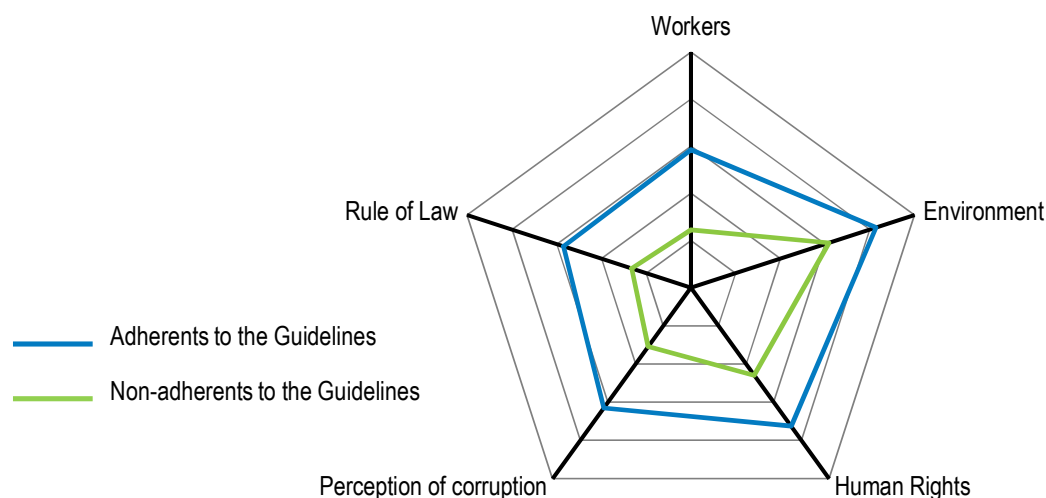 Workers
Rule of Law
Environment
Adherents to the Guidelines
Non-adherents to the Guidelines
Perception of corruption
Human Rights